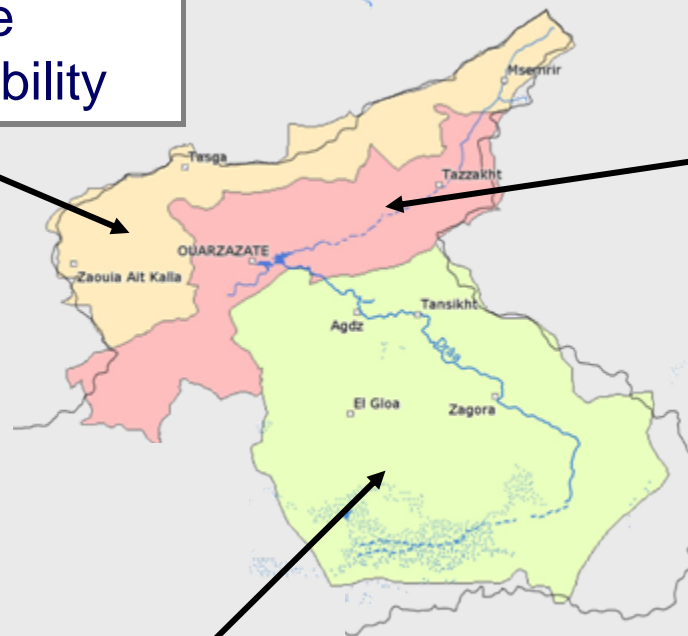 e
bility
Msemrir
Tasga
Tazzakht
OUARZAZATE
Zaouia Ait Kalla
Tansikht
Agdz
Drâa
El Gloa
Zagora